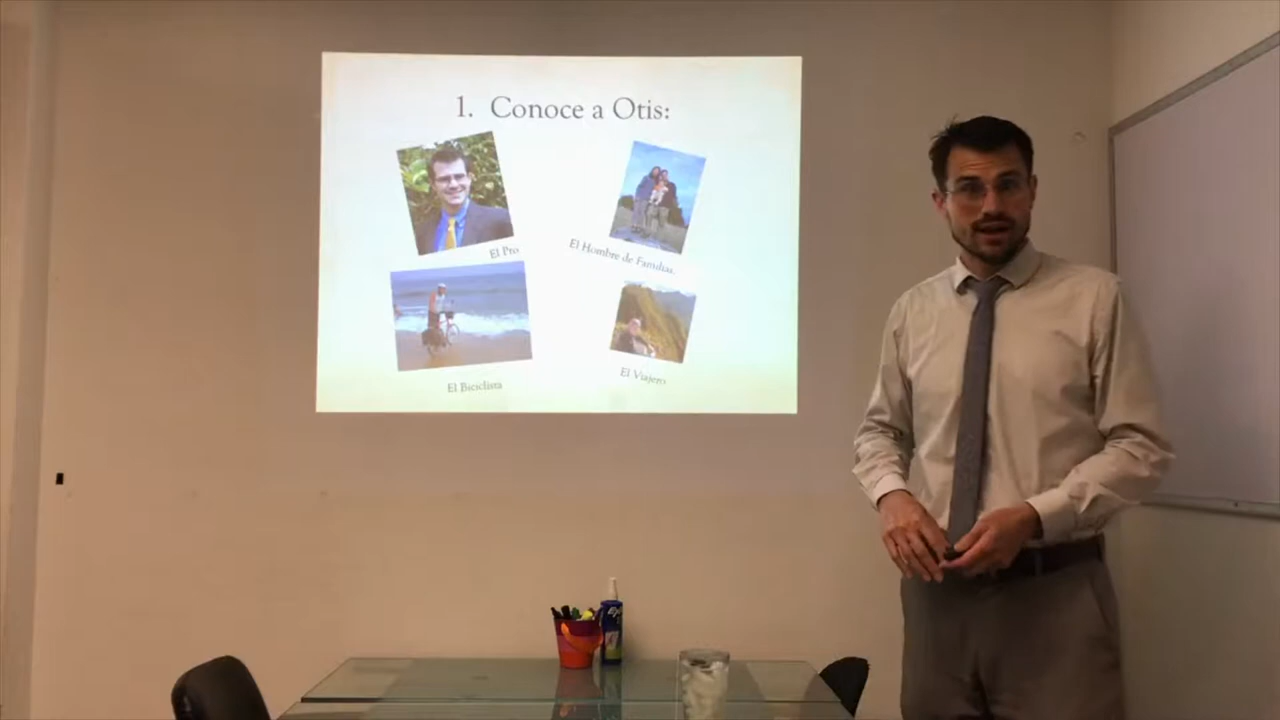 1. Conoce a Otis:
El Pro
El Hombre de Familias.
El Biciclista
El Viajero